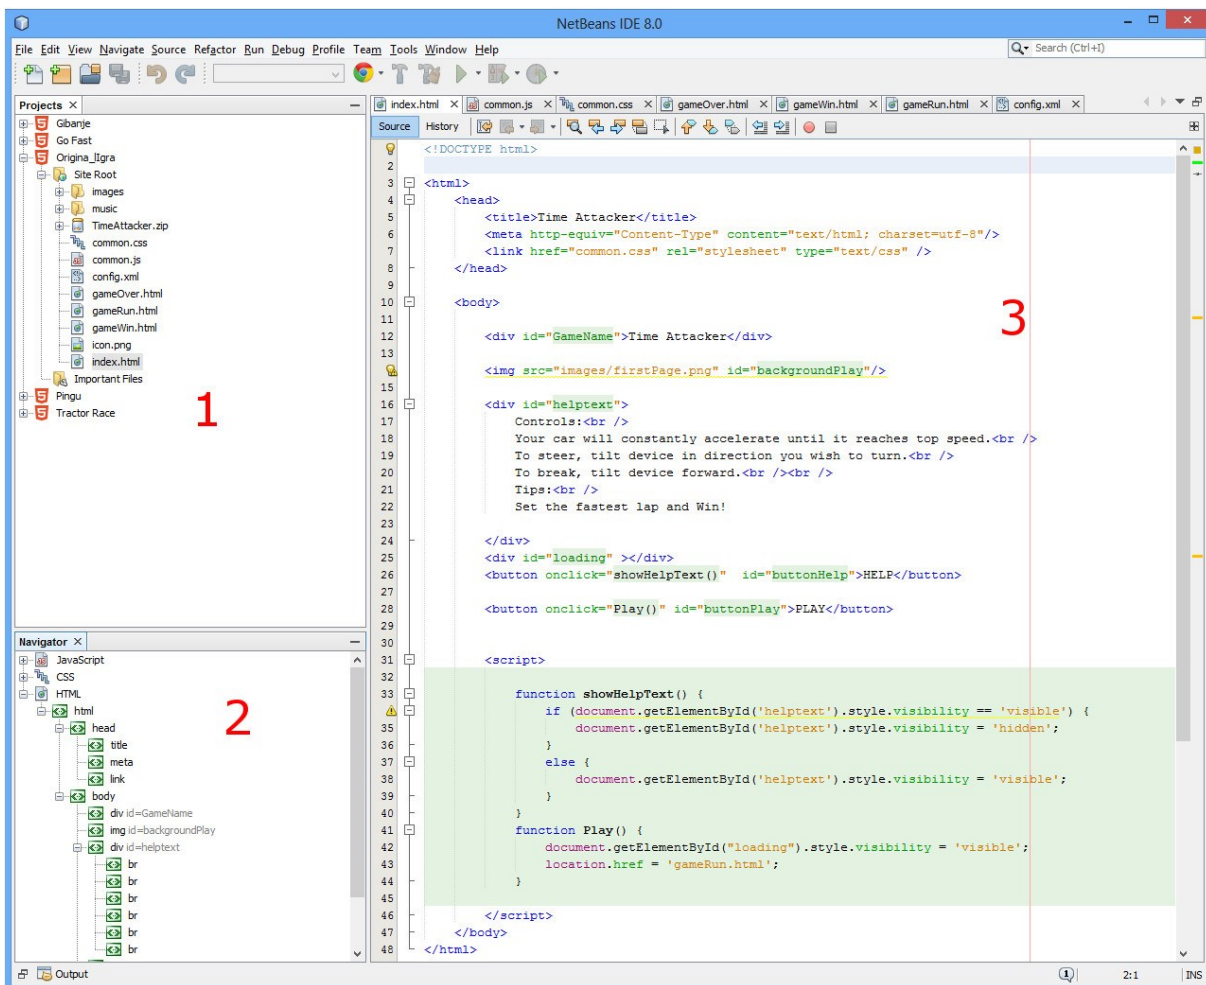 NetBeans IDE 8.0
File Edit View Navigate Source Refactor Run Debug Profile Team Tools Window Help
Search (Ctrl+I)
Projects
Gibanje
Go Fast
Origina_lIgra
Site Root
images
music
TimeAttacker.zip
common.css
common.js
config.xml
gameOver.html
gameRun.html
gameWin.html
icon.png
index.html
Important Files
Pingu
Tractor Race
1
Navigator
JavaScript
CSS
HTML
html
head
title
meta
link
body
div id=GameName
img id=backgroundPlay
div id=helptext
br
br
br
br
br
br
2
index.html common.js common.css gameOver.html gameWin.html gameRun.html config.xml
Source History
<!DOCTYPE html>
2
3 <html>
4 <head>
5 <title>Time Attacker</title>
6 <meta http-equiv="Content-Type" content="text/html; charset=utf-8"/>
7 <link href="common.css" rel="stylesheet" type="text/css" />
8 </head>
9
10 <body>
11
12 <div id="GameName">Time Attacker</div>
13
<img src="images/firstPage.png" id="backgroundPlay"/>
15
16 <div id="helptext">
17 Controls:<br />
18 Your car will constantly accelerate until it reaches top speed.<br />
19 To steer, tilt device in direction you wish to turn.<br />
20 To break, tilt device forward.<br /><br />
21 Tips:<br />
22 Set the fastest lap and Win!
23
24 </div>
25 <div id="loading" ></div>
26 <button onclick="showHelpText()" id="buttonHelp">HELP</button>
27
28 <button onclick="Play()" id="buttonPlay">PLAY</button>
29
30
31 <script>
32
33 function showHelpText() {
if (document.getElementById('helptext').style.visibility == 'visible') {
35 document.getElementById('helptext').style.visibility = 'hidden';
36 }
37 else {
38 document.getElementById('helptext').style.visibility = 'visible';
39 }
40 }
41 function Play() {
42 document.getElementById("loading").style.visibility = 'visible';
43 location.href = 'gameRun.html';
44 }
45
46 </script>
47 </body>
48 </html>
3
Output
1
2:1
INS